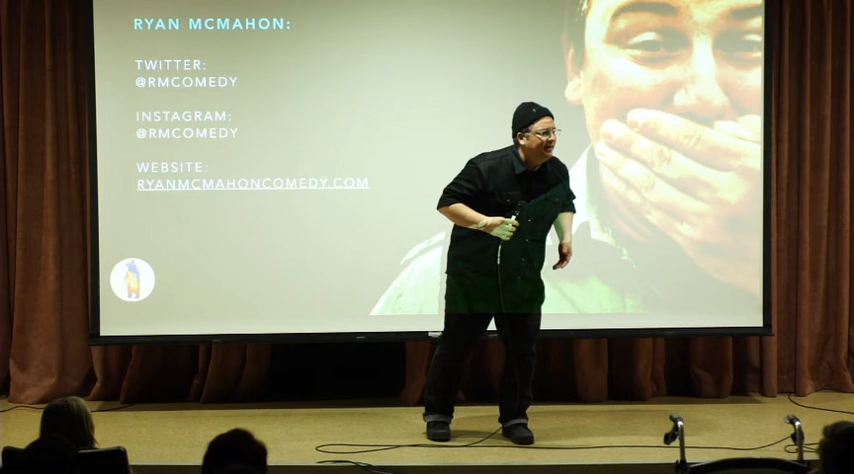 RYAN MCMAHON:
TWITTER:
@RMCOMEDY
INSTAGRAM:
@RMCOMEDY
WEBSITE:
RYANMCMAHONCOMEDY.COM